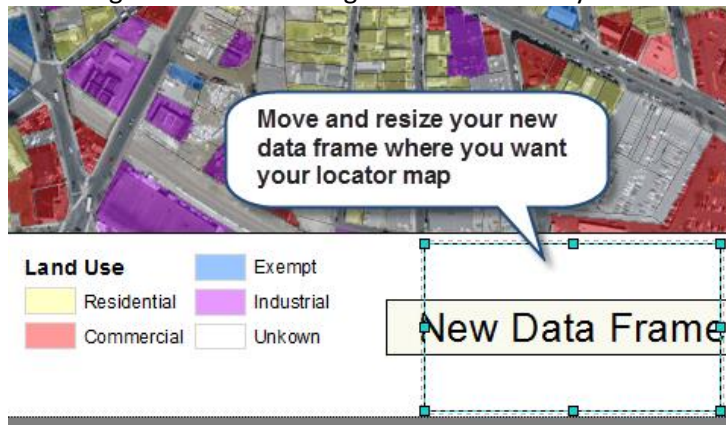 Move and resize your new
data frame where you want
your locator map
Land Use
Exempt
Residential
Industrial
Commercial
Unkown
New Data Frame